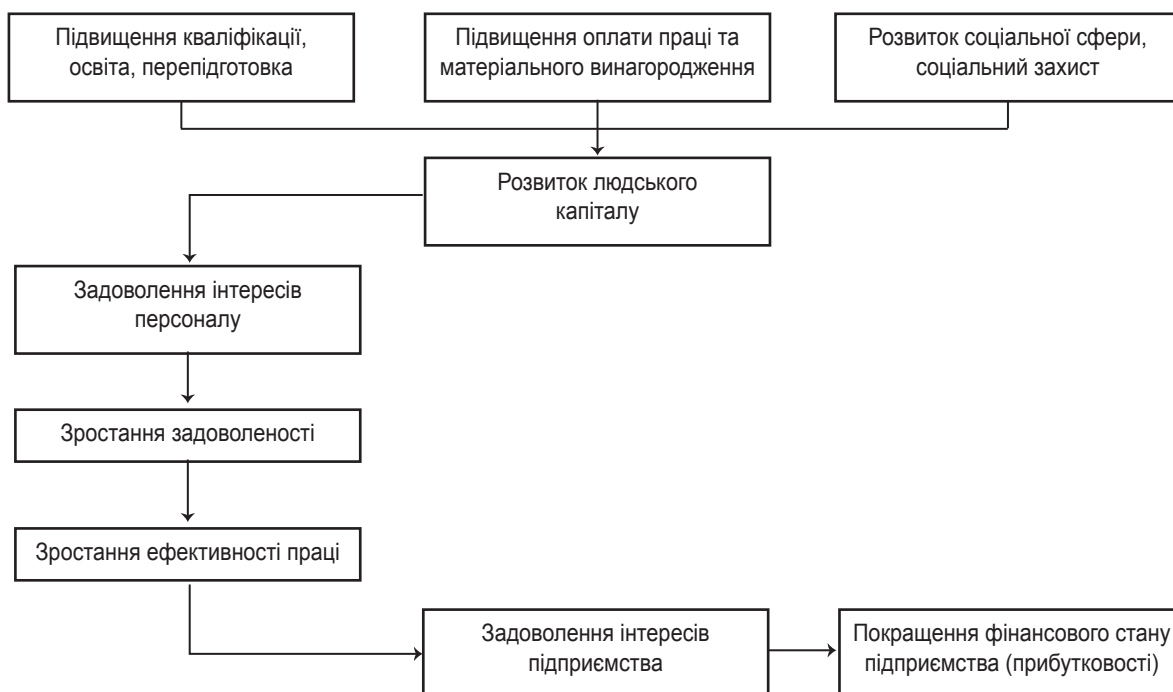 Підвищення кваліфікації,
освіта, перепідготовка
Підвищення оплати праці та
матеріального винагородження
Розвиток соціальної сфери,
соціальний захист
Розвиток людського
капіталу
Задоволення інтересів
персоналу
Зростання задоволеності
Зростання ефективності праці
Задоволення інтересів
підприємства
Покращення фінансового стану
підприємства (прибутковості)